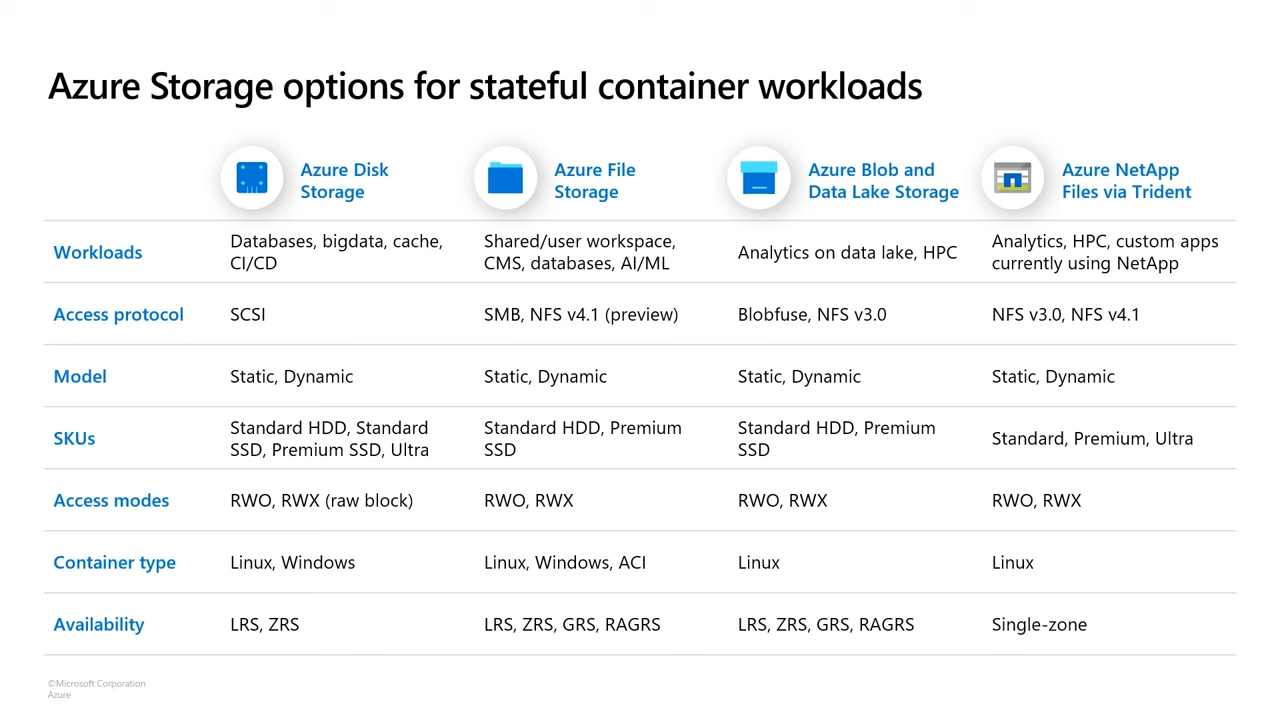 Azure Storage options for stateful container workloads
Azure Disk
Storage
Azure File
Storage
Azure Blob and
Data Lake Storage
Azure NetApp
Files via Trident
Workloads
Databases, bigdata, cache,
CI/CD
Shared/user workspace,
CMS, databases, AI/ML
Analytics on data lake, HPC
Analytics, HPC, custom apps
currently using NetApp
Access protocol
SCSI
SMB, NFS v4.1 (preview)
Blobfuse, NFS v3.0
NFS v3.0, NFS v4.1
Model
Static, Dynamic
Static, Dynamic
Static, Dynamic
Static, Dynamic
SKUs
Standard HDD, Standard
SSD, Premium SSD, Ultra
Standard HDD, Premium
SSD
Standard HDD, Premium
SSD
Standard, Premium, Ultra
Access modes
RWO, RWX (raw block)
RWO, RWX
RWO, RWX
RWO, RWX
Container type
Linux, Windows
Linux, Windows, ACI
Linux
Linux
Availability
LRS, ZRS
LRS, ZRS, GRS, RAGRS
LRS, ZRS, GRS, RAGRS
Single-zone
©Microsoft Corporation
Azure